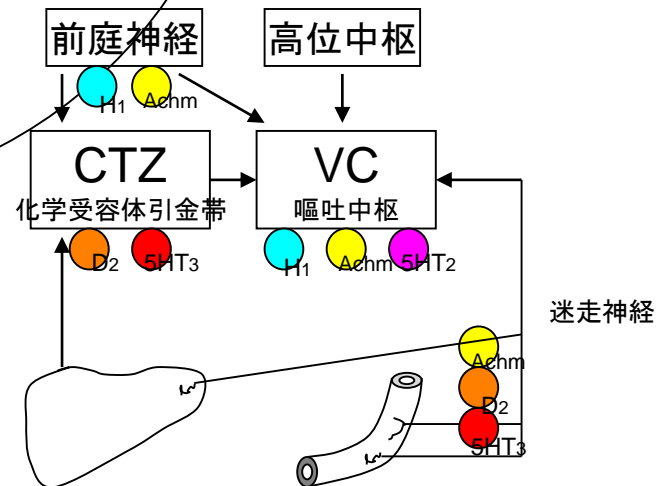 前庭神経
高位中枢
H1
Achm
CTZ
化学受容体引金帯
VC
嘔吐中枢
D2
5HT3
H1
Achm
5HT2
迷走神経
Achm
D2
5HT3